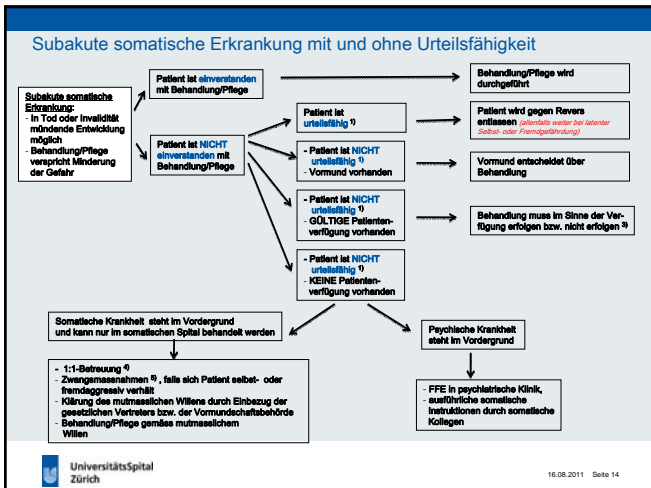 Subakute somatische Erkrankung mit und ohne Urteilsfähigkeit
Subakute somatische
Erkrankung:
- In Tod oder Invalidität
mündende Entwicklung
möglich
- Behandlung/Pflege
verspricht Minderung
der Gefahr
Patient ist einverstanden
mit Behandlung/Pflege
Behandlung/Pflege wird
durchgeführt
Patient ist NICHT
einverstanden mit
Behandlung/Pflege
Patient ist
urteilsfähig 1)
Patient wird gegen Revers
entlassen (allenfalls weiter bei latenter
Selbst- oder Fremdgefährdung)
- Patient ist NICHT
urteilsfähig 1)
- Vormund vorhanden
Vormund entscheidet über
Behandlung
- Patient ist NICHT
urteilsfähig 1)
- GÜLTIGE Patienten-
verfügung vorhanden
Behandlung muss im Sinne der Ver-
fügung erfolgen bzw. nicht erfolgen 3)
- Patient ist NICHT
urteilsfähig 1)
- KEINE Patienten-
verfügung vorhanden
Somatische Krankheit steht im Vordergrund
und kann nur im somatischen Spital behandelt werden
Psychische Krankheit
steht im Vordergrund
- 1:1-Betreuung 4)
- Zwangsmassnahmen 5), falls sich Patient selbst- oder
fremdaggressiv verhält
- Klärung des mutmasslichen Willens durch Einbezug der
gesetzlichen Vertreters bzw. der Vormundschaftsbehörde
- Behandlung/Pflege gemäss mutmasslichem
Willen
- FFE in psychiatrische Klinik,
- ausführliche somatische
Instruktionen durch somatische
Kollegen
UniversitätsSpital
Zürich
16.08.2011 Seite 14